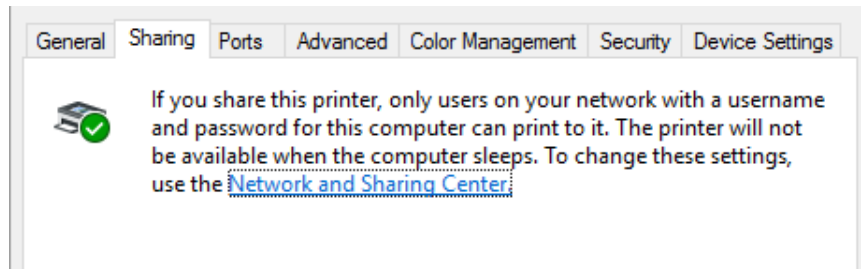 General Sharing Ports Advanced Color Management Security Device Settings
If you share this printer, only users on your network with a username
and password for this computer can print to it. The printer will not
be available when the computer sleeps. To change these settings,
use the Network and Sharing Center.